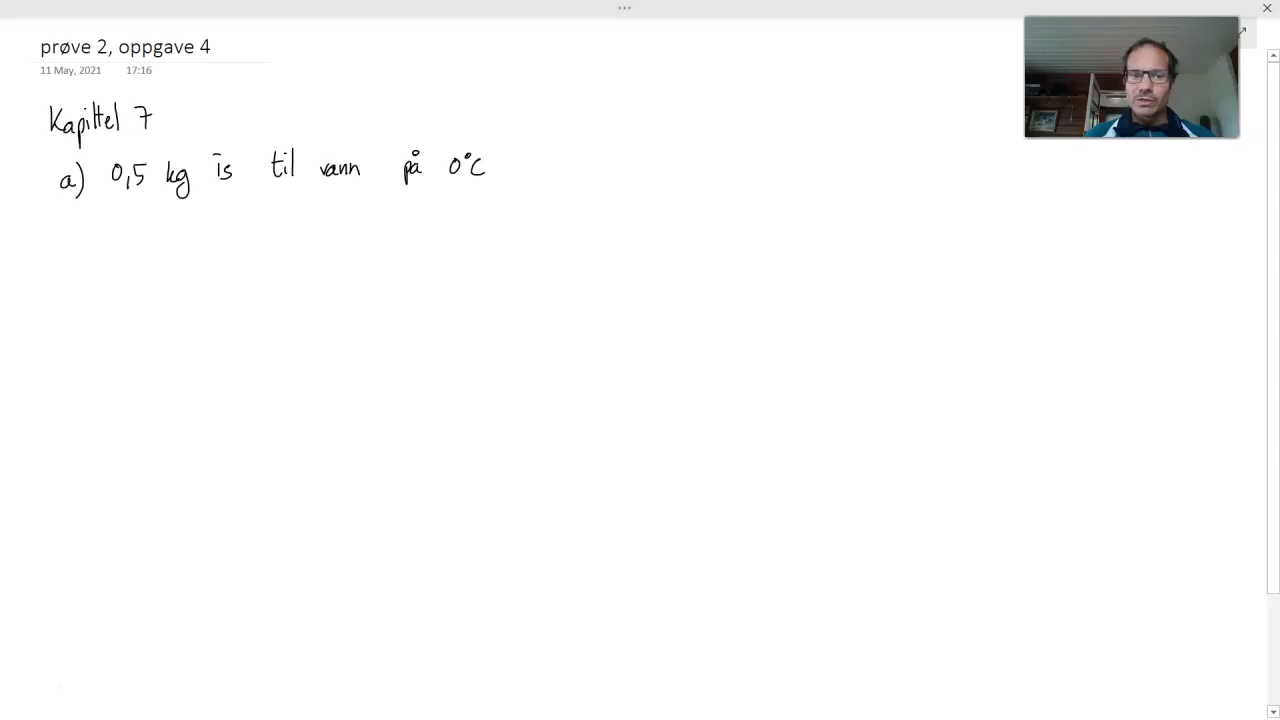 prøve 2, oppgave 4
11 May, 2021 17:16
Kapittel 7
a) 0,5 kg is til vann på 0°C